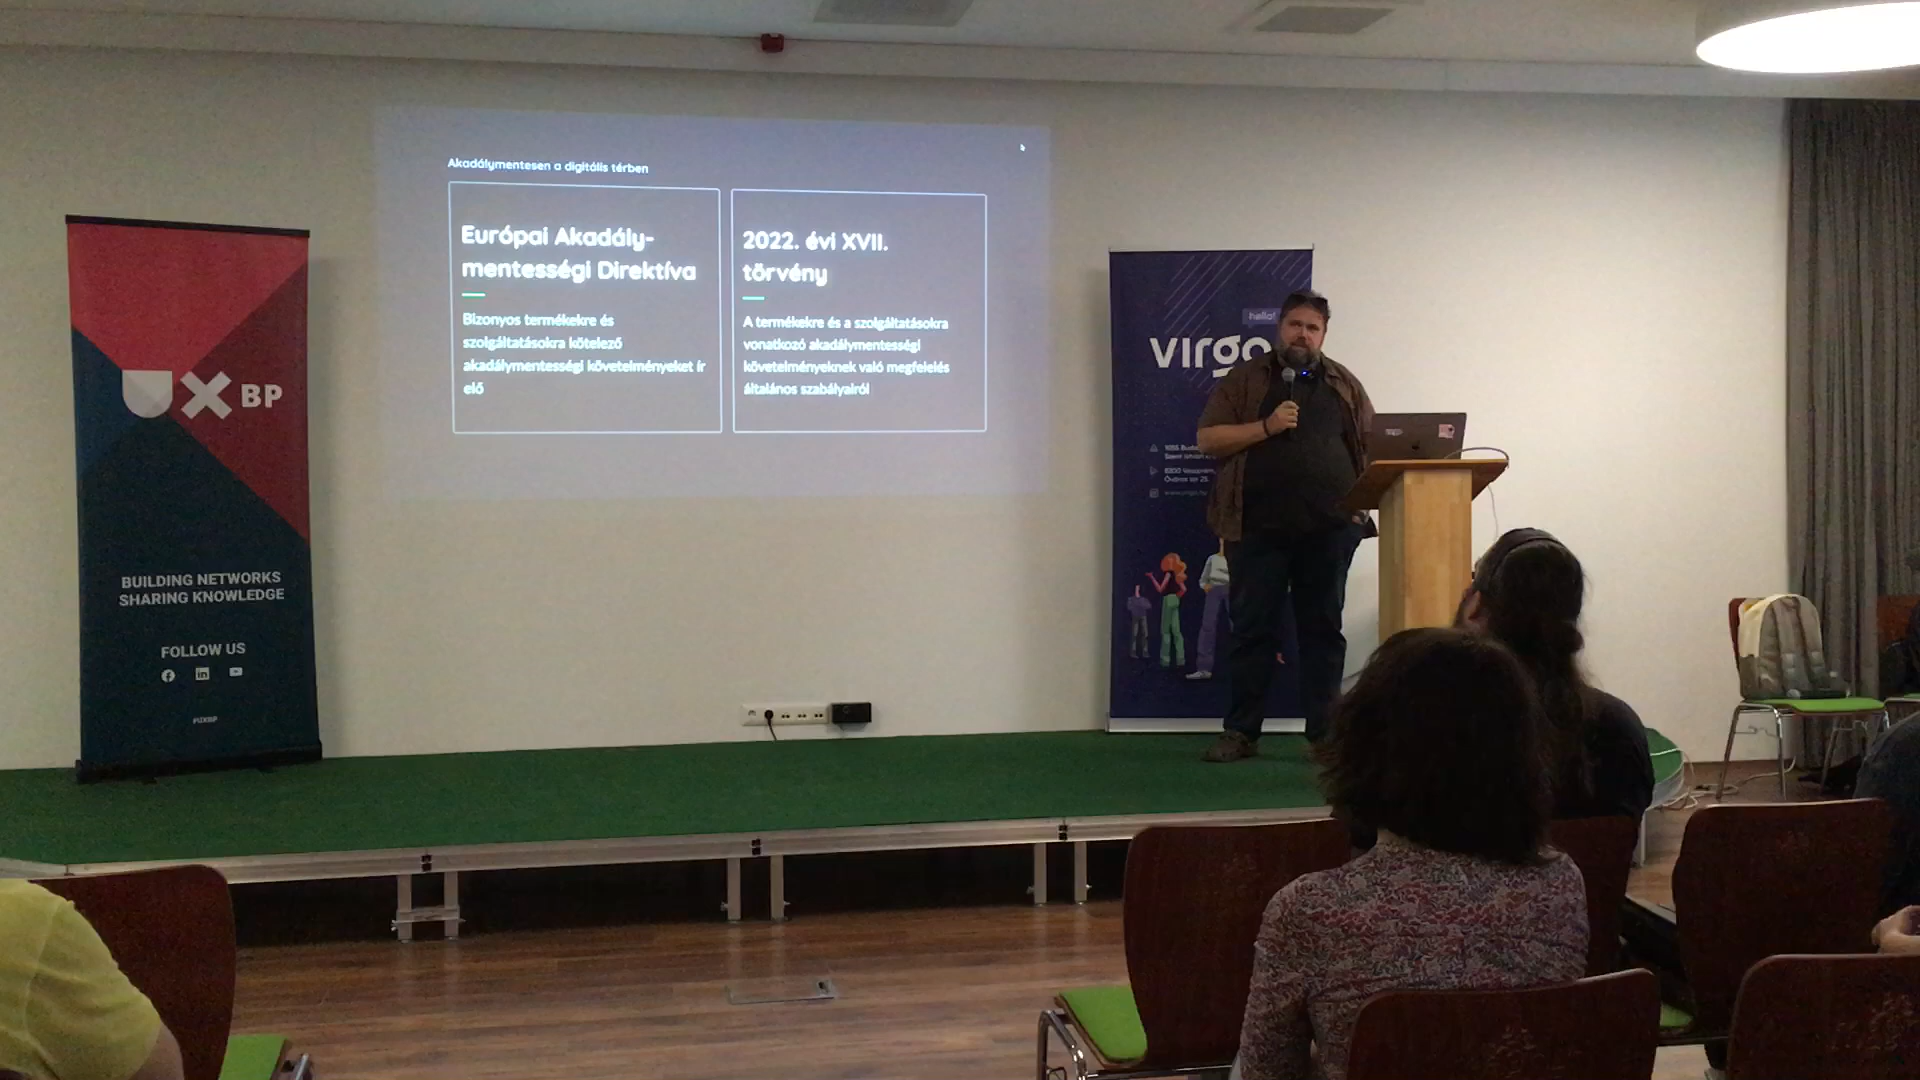 Akadálymentesen a digitális térben
Európai Akadály-
mentességi Direktíva
Bizonyos termékekre és
szolgáltatásokra kötelező
akadálymentességi követelményeket ír
elő
2022. évi XVII.
törvény
A termékekre és a szolgáltatásokra
vonatkozó akadálymentességi
követelményeknek való megfelelés
általános szabályairól
UX BP
BUILDING NETWORKS
SHARING KNOWLEDGE
FOLLOW US
#UXBP
hello!
virgo